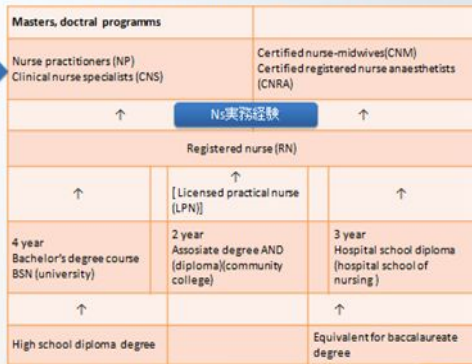 Masters, doctral programms
Nurse practitioners (NP)
Clinical nurse specialists (CNS)
Certified nurse-midwives(CNM)
Certified registered nurse anaesthetists
(CNRA)
↑
Ns実務経験
↑
Registered nurse (RN)
↑
↑
[ Licensed practical nurse
(LPN)]
↑
4 year
Bachelor's degree course
BSN (university)
2 year
Assosiate degree AND
(diploma)(community
college)
3 year
Hospital school diploma
(hospital school of
nursing )
↑
↑
High school diploma degree
Equivalent for baccalaureate
degree